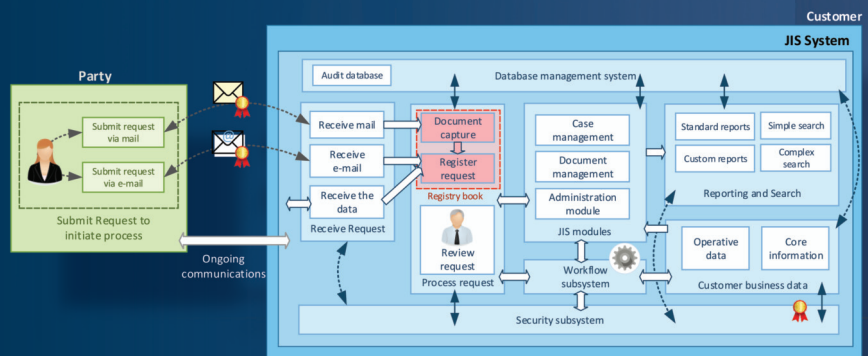 Customer
JIS System
Party
Submit request
via mail
Submit request
via e-mail
Submit Request to
initiate process
Ongoing
communications
Audit database
Database management system
Receive mail
Receive
e-mail
Receive the
data
Receive Request
Document
capture
Register
request
Registry book
Review
request
Process request
Case
management
Document
management
Administration
module
JIS modules
Workflow
subsystem
Standard reports
Simple search
Custom reports
Complex
search
Reporting and Search
Operative
data
Core
information
Customer business data
Security subsystem